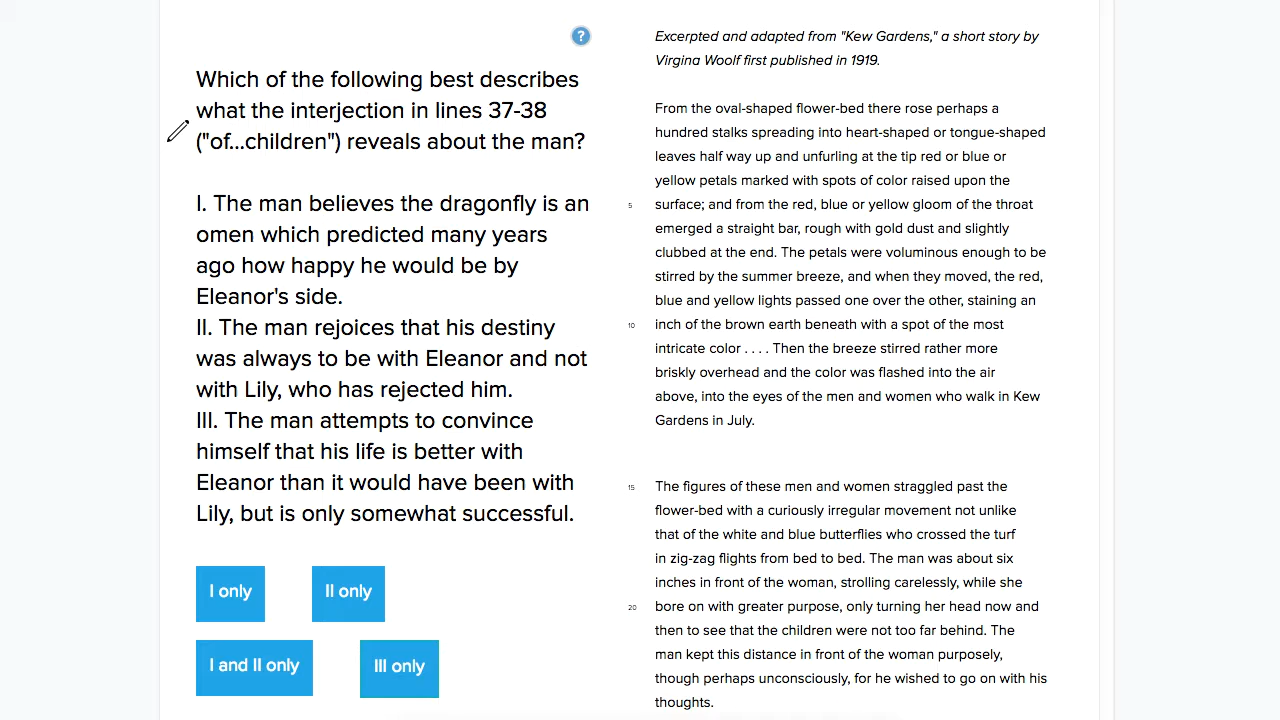 ?
Which of the following best describes
what the interjection in lines 37-38
("of...children") reveals about the man?
I. The man believes the dragonfly is an
omen which predicted many years
ago how happy he would be by
Eleanor's side.
II. The man rejoices that his destiny
was always to be with Eleanor and not
with Lily, who has rejected him.
III. The man attempts to convince
himself that his life is better with
Eleanor than it would have been with
Lily, but is only somewhat successful.
I only
II only
I and II only
III only
Excerpted and adapted from "Kew Gardens," a short story by
Virgina Woolf first published in 1919.
From the oval-shaped flower-bed there rose perhaps a
hundred stalks spreading into heart-shaped or tongue-shaped
leaves half way up and unfurling at the tip red or blue or
yellow petals marked with spots of color raised upon the
5 surface; and from the red, blue or yellow gloom of the throat
emerged a straight bar, rough with gold dust and slightly
clubbed at the end. The petals were voluminous enough to be
stirred by the summer breeze, and when they moved, the red,
blue and yellow lights passed one over the other, staining an
10 inch of the brown earth beneath with a spot of the most
intricate color . . . . Then the breeze stirred rather more
briskly overhead and the color was flashed into the air
above, into the eyes of the men and women who walk in Kew
Gardens in July.
15 The figures of these men and women straggled past the
flower-bed with a curiously irregular movement not unlike
that of the white and blue butterflies who crossed the turf
in zig-zag flights from bed to bed. The man was about six
inches in front of the woman, strolling carelessly, while she
20 bore on with greater purpose, only turning her head now and
then to see that the children were not too far behind. The
man kept this distance in front of the woman purposely,
though perhaps unconsciously, for he wished to go on with his
thoughts.